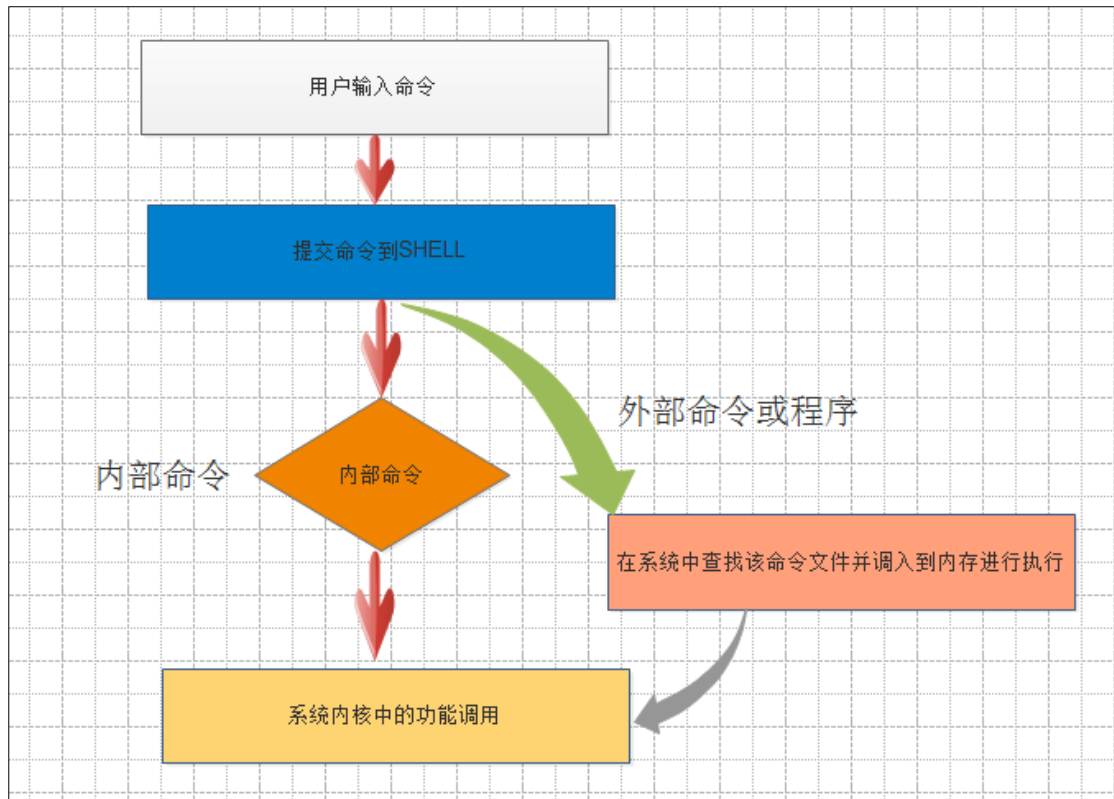 用户输入命令
提交命令到SHELL
外部命令或程序
内部命令
内部命令
在系统中查找该命令文件并调入到内存进行执行
系统内核中的功能调用